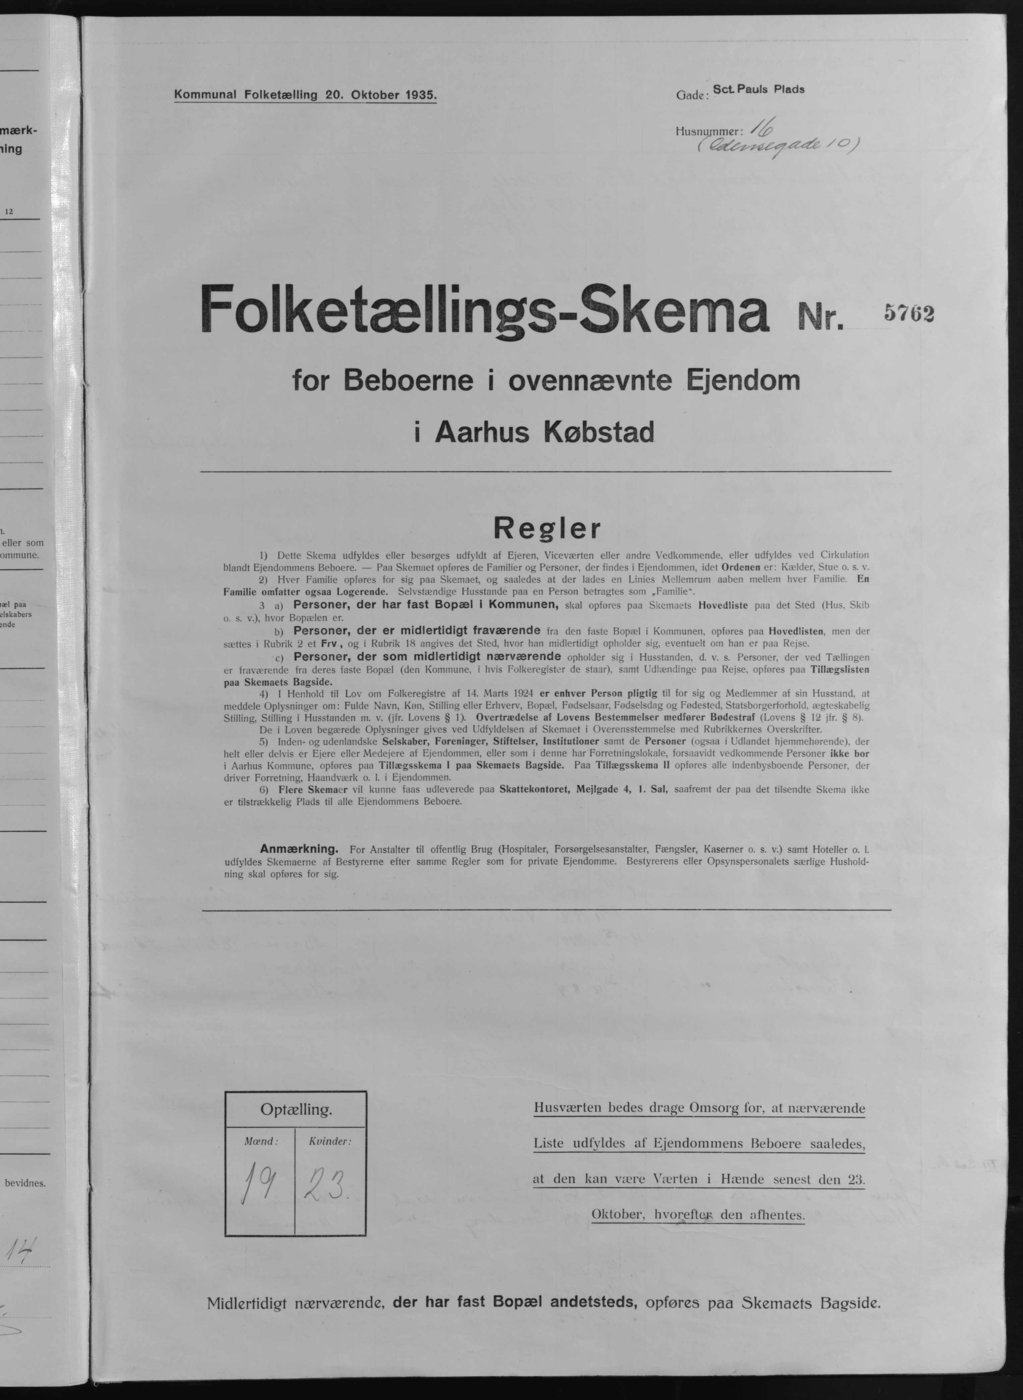 mærk-
ning
12
eller som
ommune.
æl paa
elskabers
ende
bevidnes.
14
Kommunal Folketælling 20. Oktober 1935.
Gade: Sct. Pauls Plads
Husnummer: 16
(Odensegade 10)
Folketællings-Skema Nr. 5762
for Beboerne i ovennævnte Ejendom
i Aarhus Købstad
Regler
1) Dette Skema udfyldes eller besørges udfyldt af Ejeren, Viceværten eller andre Vedkommende, eller udfyldes ved Cirkulation
blandt Ejendommens Beboere. — Paa Skemaet opføres de Familier og Personer, der findes i Ejendommen, idet Ordenen er: Kælder, Stue o. s. v.
2) Hver Familie opføres for sig paa Skemaet, og saaledes at der lades en Linies Mellemrum aaben mellem hver Familie. En
Familie omfatter ogsaa Logerende. Selvstændige Husstande paa en Person betragtes som „Familie“.
3 a) Personer, der har fast Bopæl i Kommunen, skal opføres paa Skemaets Hovedliste paa det Sted (Hus, Skib
o. s. v.), hvor Bopælen er.
b) Personer, der er midlertidigt fraværende fra den faste Bopæl i Kommunen, opføres paa Hovedlisten, men der
sættes i Rubrik 2 et Frv., og i Rubrik 18 angives det Sted, hvor han midlertidigt opholder sig, eventuelt om han er paa Rejse.
c) Personer, der som midlertidigt nærværende opholder sig i Husstanden, d. v. s. Personer, der ved Tællingen
er fraværende fra deres faste Bopæl (den Kommune, i hvis Folkeregister de staar), samt Udlændinge paa Rejse, opføres paa Tillægslisten
paa Skemaets Bagside.
4) I Henhold til Lov om Folkeregistre af 14. Marts 1924 er enhver Person pligtig til for sig og Medlemmer af sin Husstand, at
meddele Oplysninger om: Fulde Navn, Køn, Stilling eller Erhverv, Bopæl, Fødselsaar, Fødselsdag og Fødested, Statsborgerforhold, ægteskabelig
Stilling, Stilling i Husstanden m. v. (jfr. Lovens § 1). Overtrædelse af Lovens Bestemmelser medfører Bødestraf (Lovens § 12 jfr. § 8).
De i Loven begærede Oplysninger gives ved Udfyldelsen af Skemaet i Overensstemmelse med Rubrikkernes Overskrifter.
5) Inden- og udenlandske Selskaber, Foreninger, Stiftelser, Institutioner samt de Personer (ogsaa i Udlandet hjemmehørende), der
helt eller delvis er Ejere eller Medejere af Ejendommen, eller som i denne har Forretningslokale, forsaavidt vedkommende Personer ikke bor
i Aarhus Kommune, opføres paa Tillægsskema I paa Skemaets Bagside. Paa Tillægsskema II opføres alle indenbysboende Personer, der
driver Forretning, Haandværk o. l. i Ejendommen.
6) Flere Skemaer vil kunne faas udleverede paa Skattekontoret, Mejlgade 4, 1. Sal, saafremt der paa det tilsendte Skema ikke
er tilstrækkelig Plads til alle Ejendommens Beboere.
Anmærkning. For Anstalter til offentlig Brug (Hospitaler, Forsørgelsesanstalter, Fængsler, Kaserner o. s. v.) samt Hoteller o. l.
udfyldes Skemaerne af Bestyrerne efter samme Regler som for private Ejendomme. Bestyrerens eller Opsynspersonalets særlige Hushold-
ning skal opføres for sig.
Optælling.
Mænd: Kvinder:
19 23.
Husværten bedes drage Omsorg for, at nærværende
Liste udfyldes af Ejendommens Beboere saaledes,
at den kan være Værten i Hænde senest den 23.
Oktober, hvorefter den afhentes.
Midlertidigt nærværende, der har fast Bopæl andetsteds, opføres paa Skemaets Bagside.